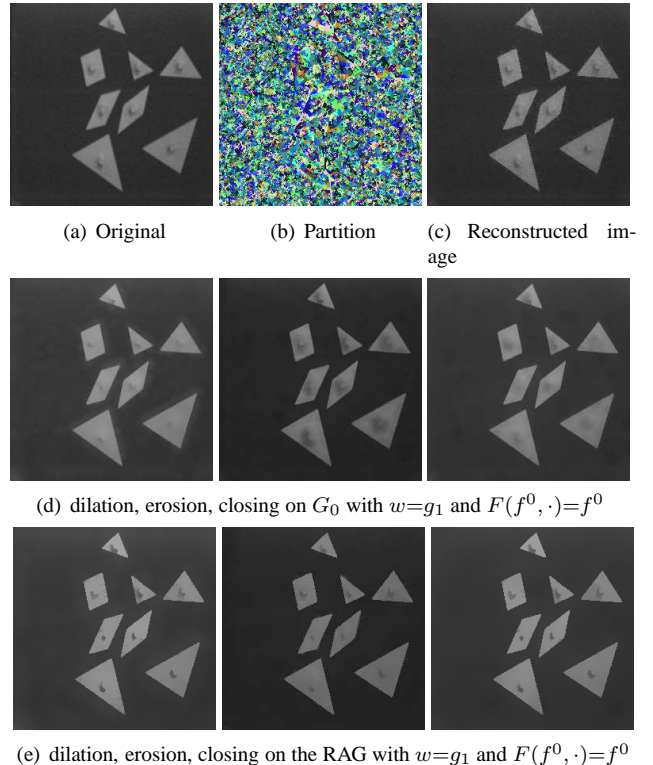 (a) Original
(b) Partition
(c) Reconstructed im-
age
(d) dilation, erosion, closing on G₀ with w=g₁ and F(f⁰, ·)=f⁰
(e) dilation, erosion, closing on the RAG with w=g₁ and F(f⁰, ·)=f⁰